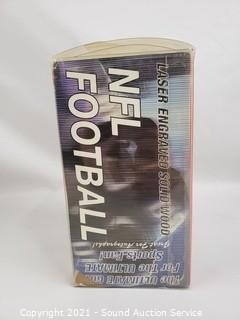 LASER ENGRAVED SOLID WOOD
NFL
FOOTBALL
Great For Autographs!
The ULTIMATE
For The ULTIMATE
Sports Fan!
Copyright © 2021 - Sound Auction Service